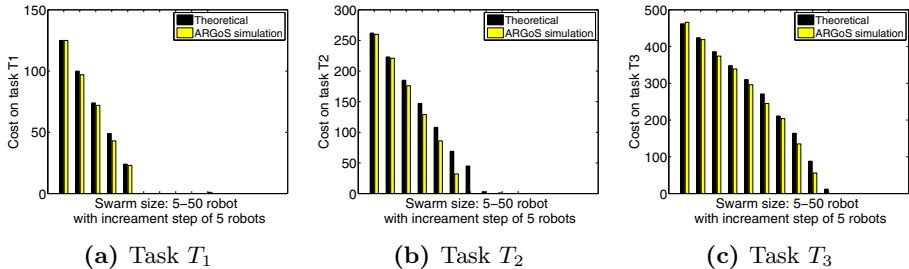 150
100
50
0
Cost on task T1
Theoretical
ARGoS simulation
Swarm size: 5−50 robot
with increament step of 5 robots
(a) Task T1
300
250
200
150
100
50
0
Cost on task T2
Theoretical
ARGoS simulation
Swarm size: 5−50 robot
with increament step of 5 robots
(b) Task T2
500
400
300
200
100
0
Cost on task T3
Theoretical
ARGoS simulation
Swarm size: 5−50 robot
with increament step of 5 robots
(c) Task T3